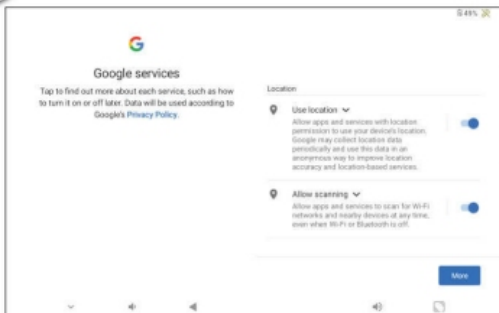 49%
Google services
Tap to find out more about each service, such as how
to turn it on or off later. Data will be used according to
Google's Privacy Policy.
Location
Use location
Allow apps and services with location
permission to use your device's location.
Google may collect location data
periodically and use this data in an
anonymous way to improve location
accuracy and location-based services.
Allow scanning
Allow apps and services to scan for Wi-Fi
networks and nearby devices at any time,
even when Wi-Fi or Bluetooth is off.
More